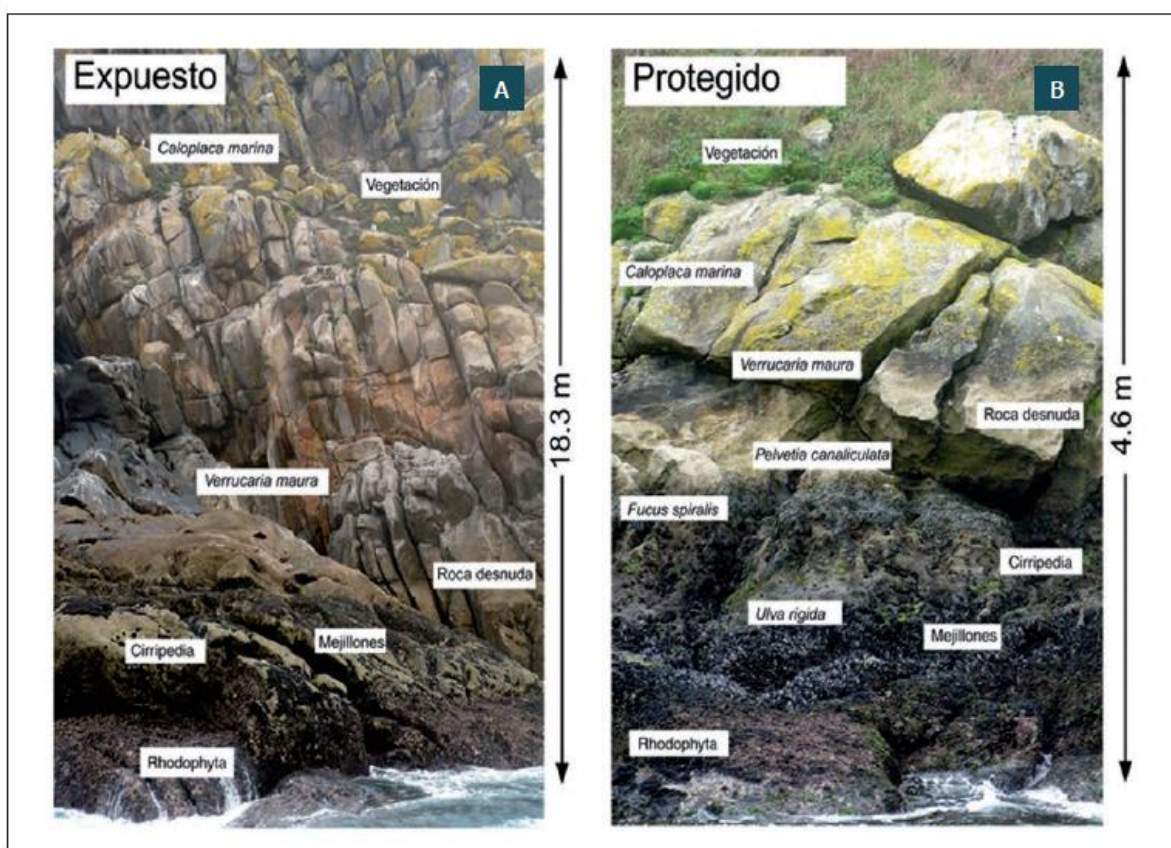 Expuesto
A
Caloplaca marina
Vegetación
Verrucaria maura
Roca desnuda
Mejillones
Cirripedia
Rhodophyta
18.3 m
Protegido
B
Vegetación
Caloplaca marina
Verrucaria maura
Roca desnuda
Pelvetia canaliculata
Fucus spiralis
Cirripedia
Ulva rigida
Mejillones
Rhodophyta
4.6 m